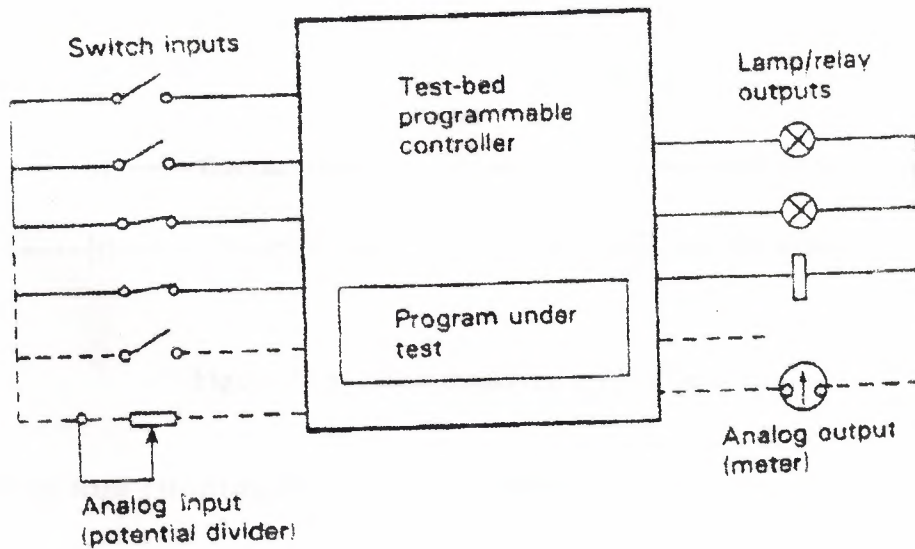 Switch inputs
Test-bed
programmable
controller
Lamp/relay
outputs
Program under
test
Analog input
(potential divider)
Analog output
(meter)